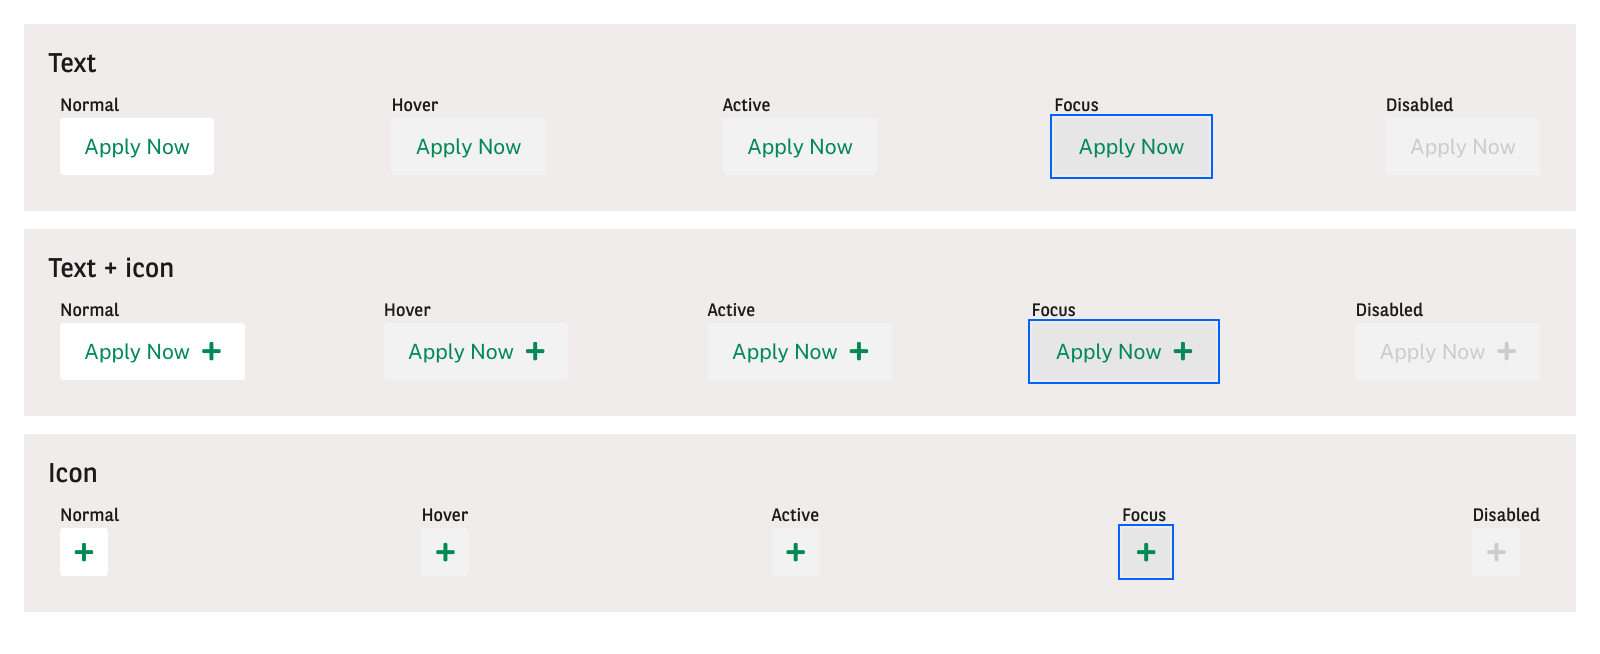 Text
Normal Hover Active Focus Disabled
Apply Now Apply Now Apply Now Apply Now Apply Now
Text + icon
Normal Hover Active Focus Disabled
Apply Now Apply Now Apply Now Apply Now Apply Now
Icon
Normal Hover Active Focus Disabled